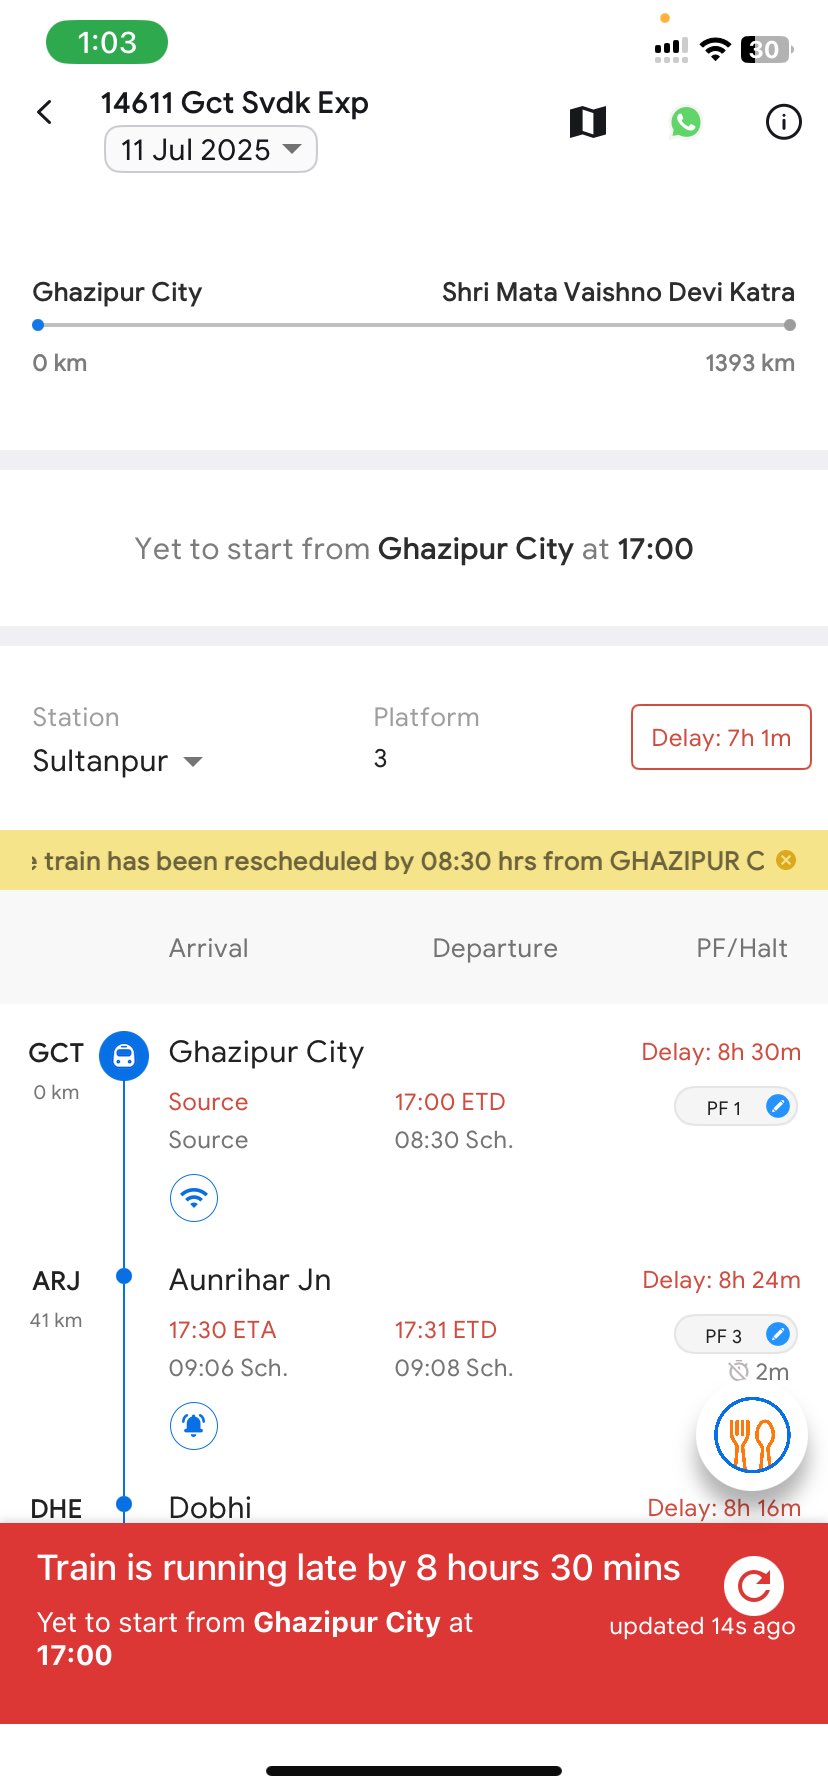 1:03
30
14611 Gct Svdk Exp
11 Jul 2025
Ghazipur City
Shri Mata Vaishno Devi Katra
0 km
1393 km
Yet to start from Ghazipur City at 17:00
Station
Platform
Sultanpur
3
Delay: 7h 1m
train has been rescheduled by 08:30 hrs from GHAZIPUR C
Arrival Departure PF/Halt
GCT Ghazipur City Delay: 8h 30m
0 km Source 17:00 ETD PF 1
Source 08:30 Sch.
ARJ Aunrihar Jn Delay: 8h 24m
41 km 17:30 ETA 17:31 ETD PF 3
09:06 Sch. 09:08 Sch. 2m
DHE Dobhi Delay: 8h 16m
Train is running late by 8 hours 30 mins
Yet to start from Ghazipur City at
17:00
updated 14s ago